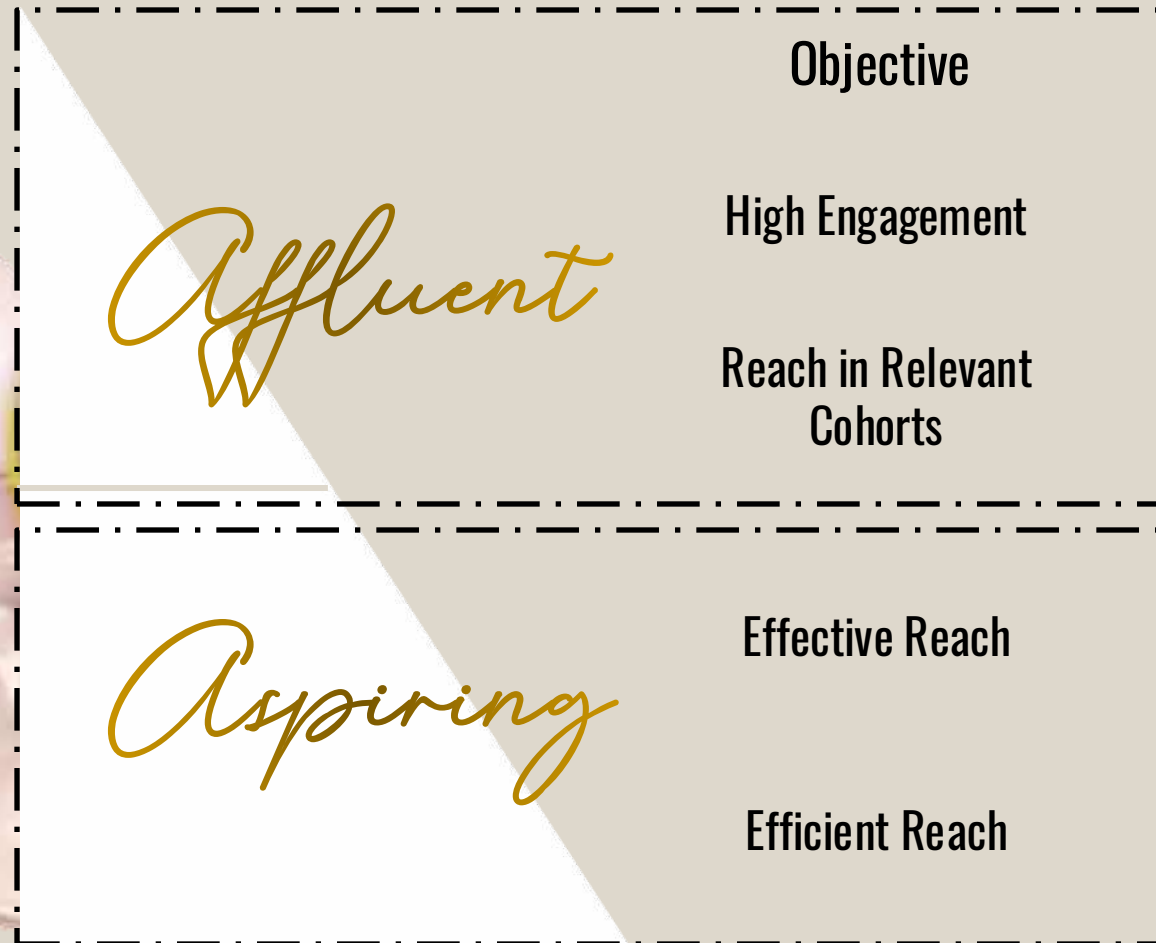 Objective
Affluent
High Engagement
Reach in Relevant
Cohorts
Aspiring
Effective Reach
Efficient Reach